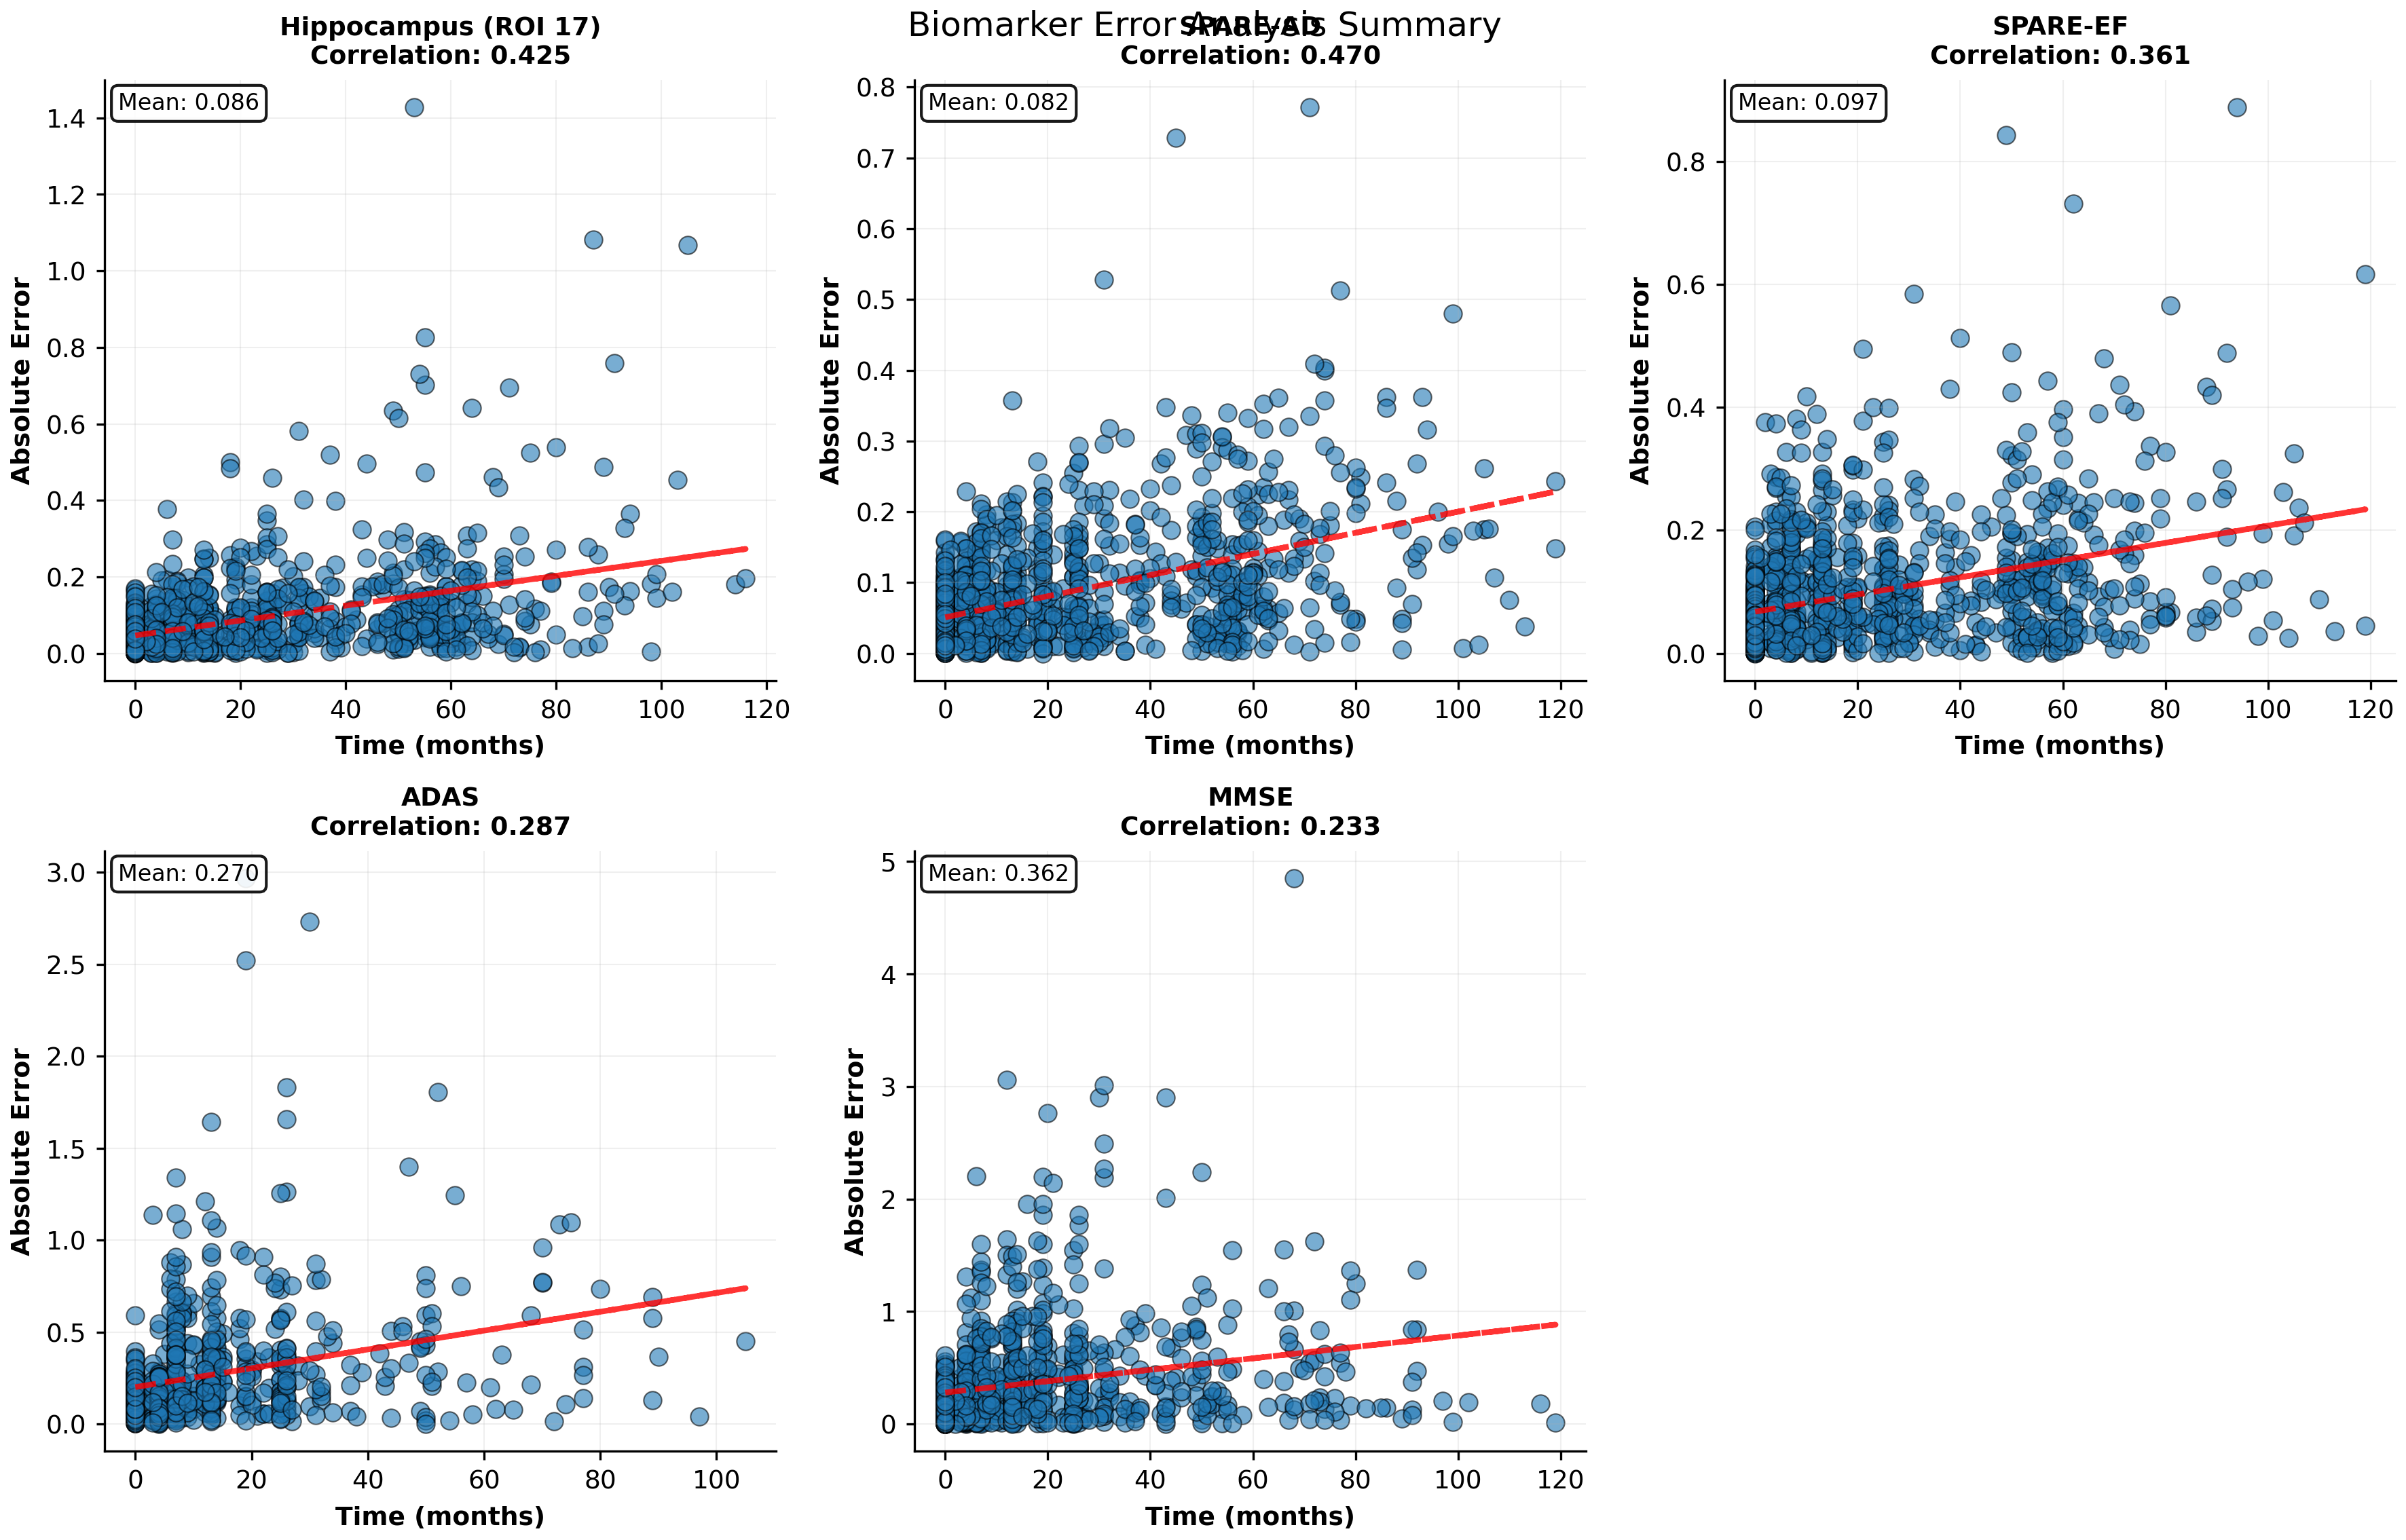 Biomarker Error Analysis Summary
Hippocampus (ROI 17)
Correlation: 0.425
Mean: 0.086
Absolute Error
1.4
1.2
1.0
0.8
0.6
0.4
0.2
0.0
0 20 40 60 80 100 120
Time (months)
SPARE-AD
Correlation: 0.470
Mean: 0.082
Absolute Error
0.8
0.7
0.6
0.5
0.4
0.3
0.2
0.1
0.0
0 20 40 60 80 100 120
Time (months)
SPARE-EF
Correlation: 0.361
Mean: 0.097
Absolute Error
0.8
0.6
0.4
0.2
0.0
0 20 40 60 80 100 120
Time (months)
ADAS
Correlation: 0.287
Mean: 0.270
Absolute Error
3.0
2.5
2.0
1.5
1.0
0.5
0.0
0 20 40 60 80 100
Time (months)
MMSE
Correlation: 0.233
Mean: 0.362
Absolute Error
5
4
3
2
1
0
0 20 40 60 80 100 120
Time (months)